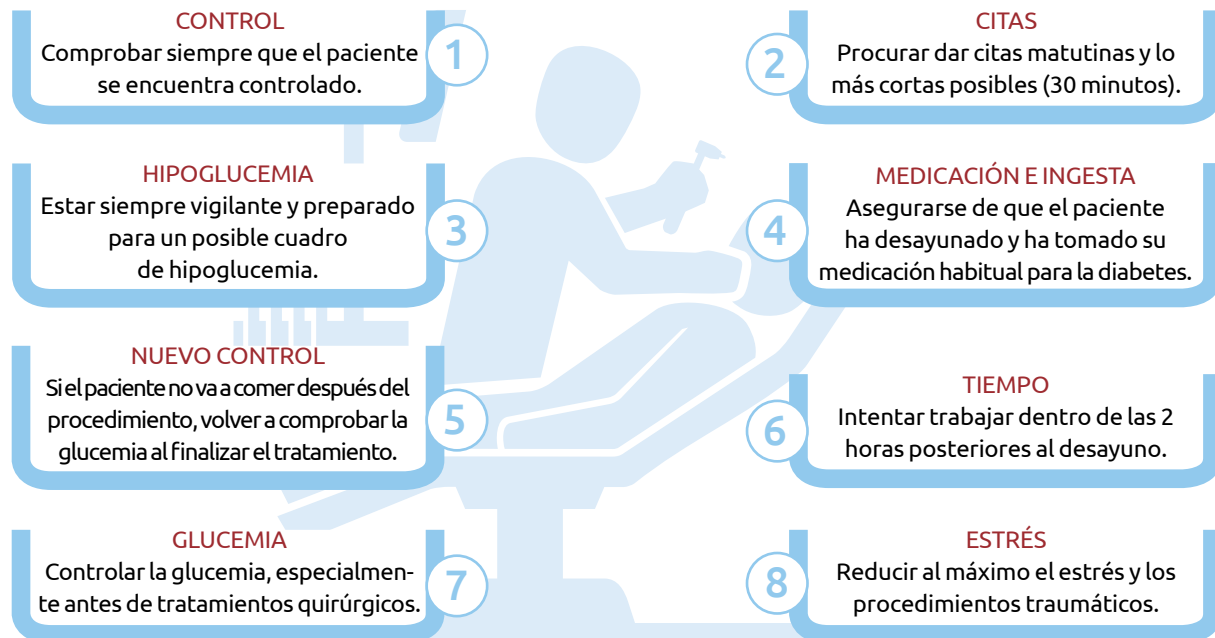 CONTROL
Comprobar siempre que el paciente
se encuentra controlado.
1
CITAS
Procurar dar citas matutinas y lo
más cortas posibles (30 minutos).
2
HIPOGLUCEMIA
Estar siempre vigilante y preparado
para un posible cuadro
de hipoglucemia.
3
MEDICACIÓN E INGESTA
Asegurarse de que el paciente
ha desayunado y ha tomado su
medicación habitual para la diabetes.
4
NUEVO CONTROL
Si el paciente no va a comer después del
procedimiento, volver a comprobar la
glucemia al finalizar el tratamiento.
5
TIEMPO
Intentar trabajar dentro de las 2
horas posteriores al desayuno.
6
GLUCEMIA
Controlar la glucemia, especialmen-
te antes de tratamientos quirúrgicos.
7
ESTRÉS
Reducir al máximo el estrés y los
procedimientos traumáticos.
8